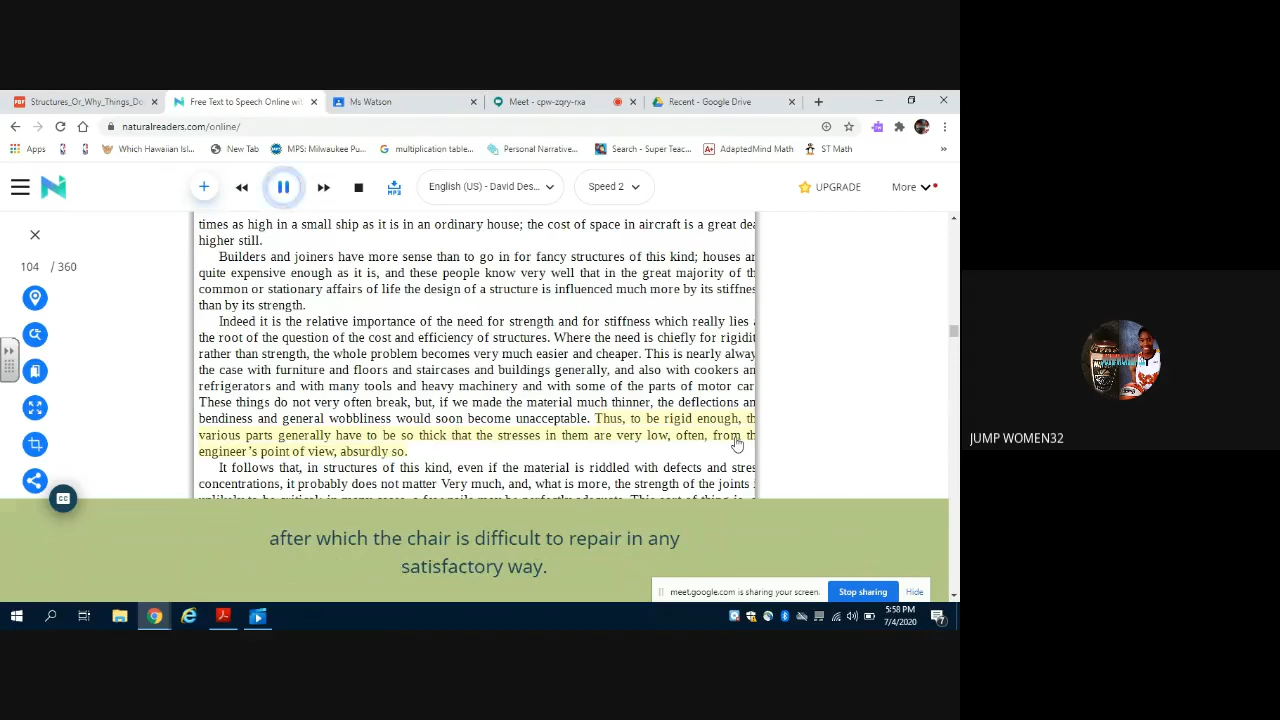 Structures_Or_Why_Things_Do
Free Text to Speech Online wit
Ms Watson
Meet - cpw-zqry-rxa
Recent - Google Drive
naturalreaders.com/online/
Apps
Which Hawaiian Isl...
New Tab
MPS: Milwaukee Pu...
multiplication table...
Personal Narrative...
Search - Super Teac...
AdaptedMind Math
ST Math
MP3
English (US) - David Des...
Speed 2
UPGRADE
More
104 / 360
times as high in a small ship as it is in an ordinary house; the cost of space in aircraft is a great dea
higher still.
Builders and joiners have more sense than to go in for fancy structures of this kind; houses ar
quite expensive enough as it is, and these people know very well that in the great majority of th
common or stationary affairs of life the design of a structure is influenced much more by its stiffnes
than by its strength.
Indeed it is the relative importance of the need for strength and for stiffness which really lies a
the root of the question of the cost and efficiency of structures. Where the need is chiefly for rigidit
rather than strength, the whole problem becomes very much easier and cheaper. This is nearly alway
the case with furniture and floors and staircases and buildings generally, and also with cookers an
refrigerators and with many tools and heavy machinery and with some of the parts of motor car
These things do not very often break, but, if we made the material much thinner, the deflections an
bendiness and general wobbliness would soon become unacceptable. Thus, to be rigid enough, th
various parts generally have to be so thick that the stresses in them are very low, often, from th
engineer's point of view, absurdly so.
It follows that, in structures of this kind, even if the material is riddled with defects and stres
concentrations, it probably does not matter Very much, and, what is more, the strength of the joints
CC
after which the chair is difficult to repair in any
satisfactory way.
meet.google.com is sharing your screen.
Stop sharing
Hide
5:58 PM
7/4/2020
7
JUMP WOMEN32